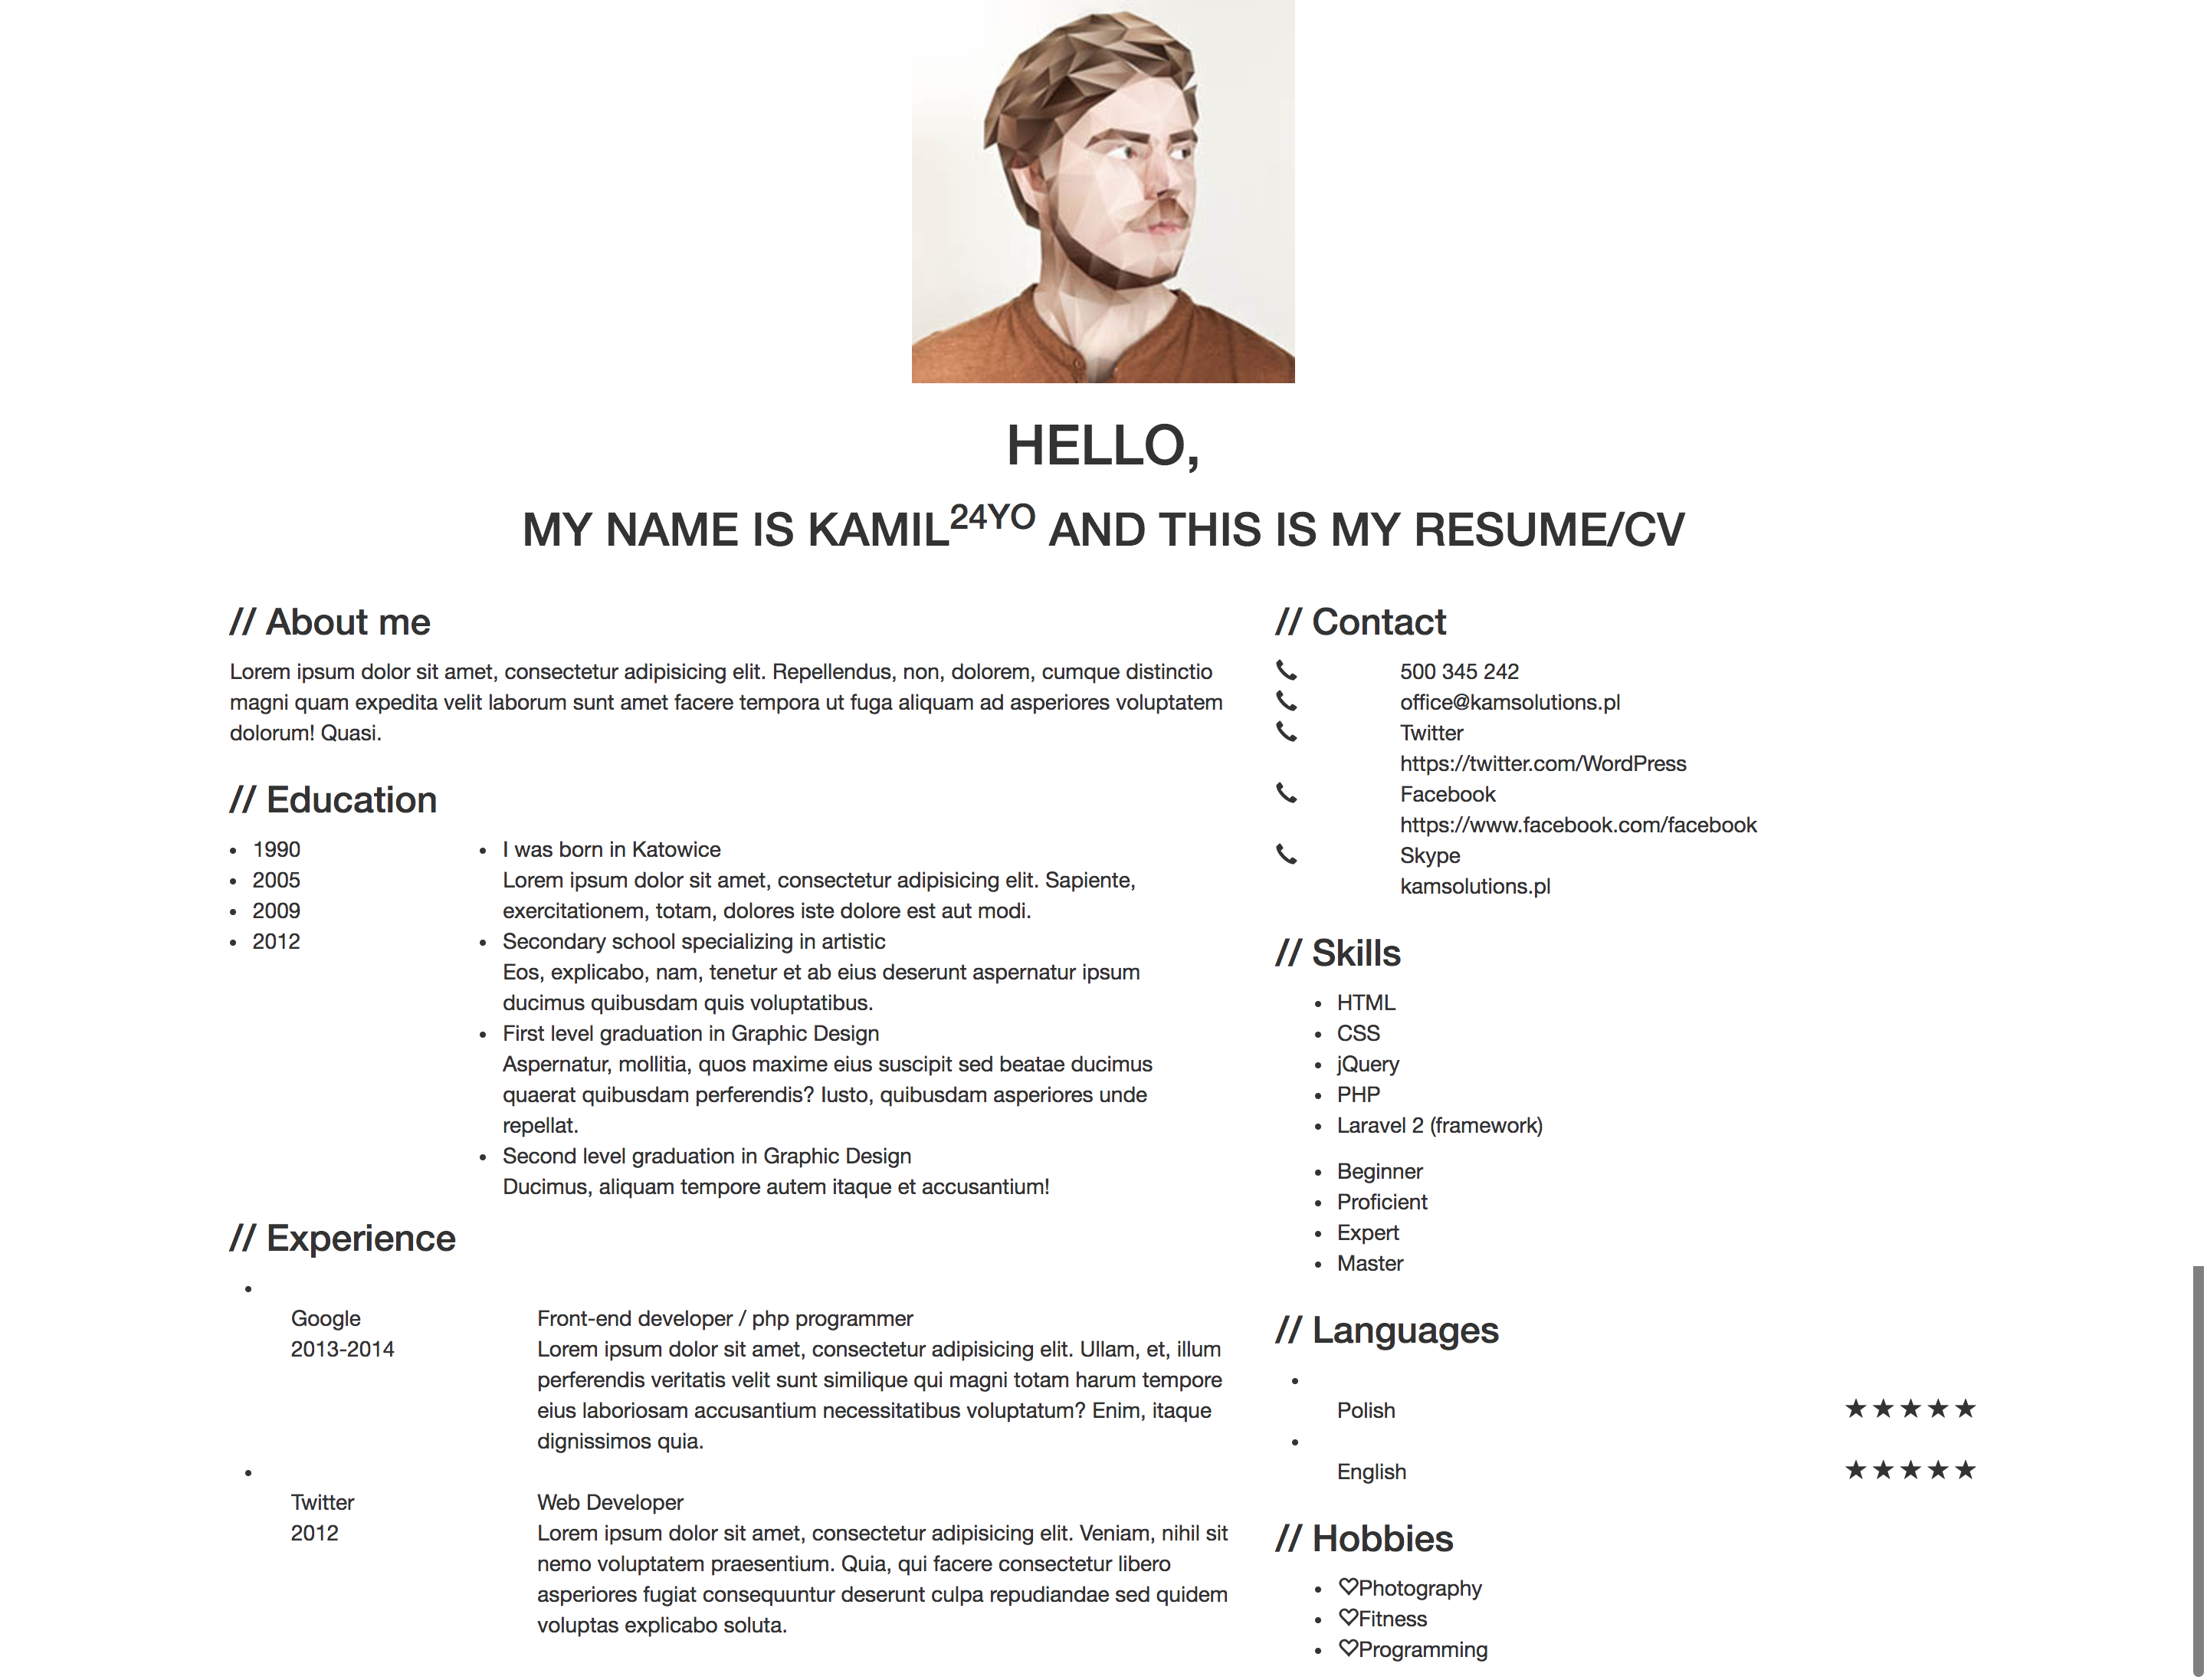 HELLO,
MY NAME IS KAMIL24YO AND THIS IS MY RESUME/CV
// About me
Lorem ipsum dolor sit amet, consectetur adipisicing elit. Repellendus, non, dolorem, cumque distinctio
magni quam expedita velit laborum sunt amet facere tempora ut fuga aliquam ad asperiores voluptatem
dolorum! Quasi.
// Education
• 1990
• 2005
• 2009
• 2012
• I was born in Katowice
Lorem ipsum dolor sit amet, consectetur adipisicing elit. Sapiente,
exercitationem, totam, dolores iste dolore est aut modi.
• Secondary school specializing in artistic
Eos, explicabo, nam, tenetur et ab eius deserunt aspernatur ipsum
ducimus quibusdam quis voluptatibus.
• First level graduation in Graphic Design
Aspernatur, mollitia, quos maxime eius suscipit sed beatae ducimus
quaerat quibusdam perferendis? Iusto, quibusdam asperiores unde
repellat.
• Second level graduation in Graphic Design
Ducimus, aliquam tempore autem itaque et accusantium!
// Experience
•
Google
2013-2014
Front-end developer / php programmer
Lorem ipsum dolor sit amet, consectetur adipisicing elit. Ullam, et, illum
perferendis veritatis velit sunt similique qui magni totam harum tempore
eius laboriosam accusantium necessitatibus voluptatum? Enim, itaque
dignissimos quia.
•
Twitter
2012
Web Developer
Lorem ipsum dolor sit amet, consectetur adipisicing elit. Veniam, nihil sit
nemo voluptatem praesentium. Quia, qui facere consectetur libero
asperiores fugiat consequuntur deserunt culpa repudiandae sed quidem
voluptas explicabo soluta.
// Contact
500 345 242
office@kamsolutions.pl
Twitter
https://twitter.com/WordPress
Facebook
https://www.facebook.com/facebook
Skype
kamsolutions.pl
// Skills
• HTML
• CSS
• jQuery
• PHP
• Laravel 2 (framework)
• Beginner
• Proficient
• Expert
• Master
// Languages
•
Polish ★★★★★
•
English ★★★★★
// Hobbies
• ♡Photography
• ♡Fitness
• ♡Programming